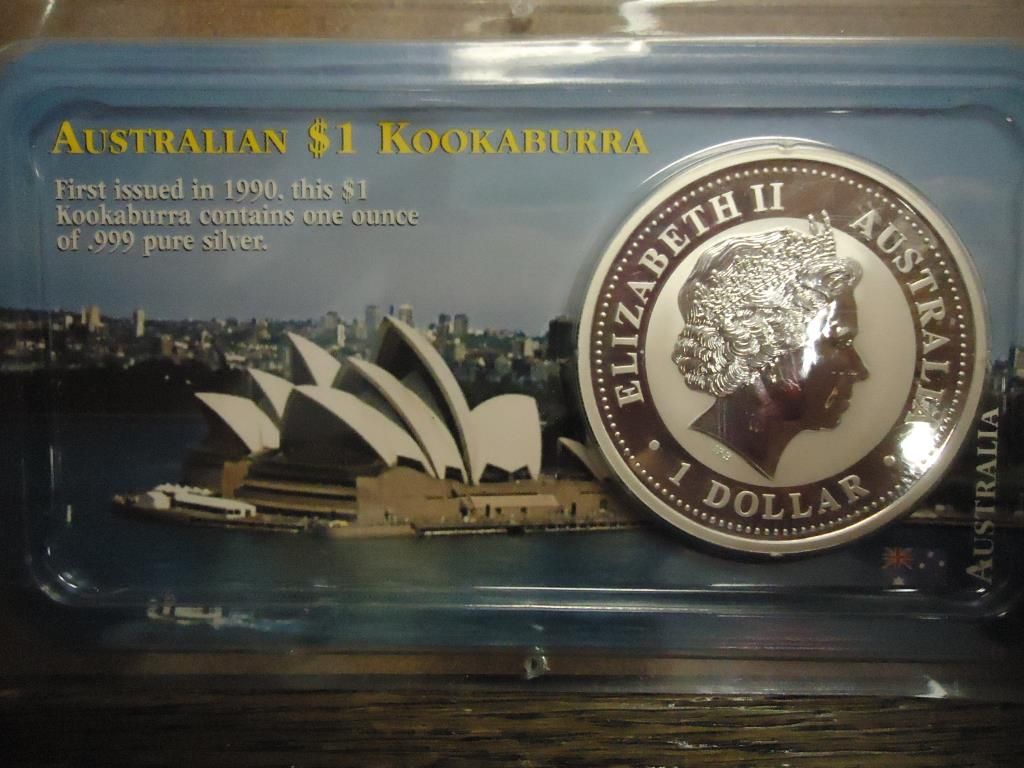 AUSTRALIAN $1 KOOKABURRA
First issued in 1990, this $1
Kookaburra contains one ounce
of .999 pure silver.
ELIZABETH II AUSTRALIA
1 DOLLAR
AUSTRALIA